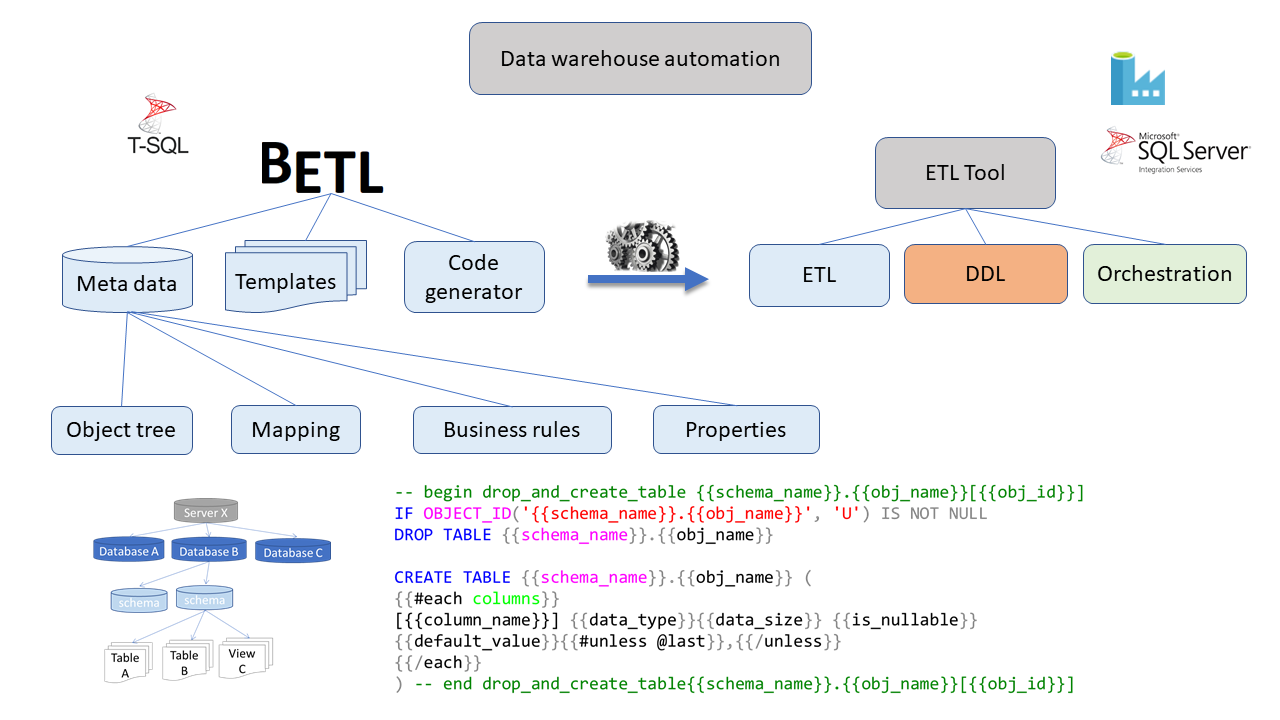 Data warehouse automation
T-SQL
BETL
Microsoft®
SQL Server
Integration Services
ETL Tool
Meta data
Templates
Code
generator
ETL
DDL
Orchestration
Object tree
Mapping
Business rules
Properties
Server X
Database A
Database B
Database C
schema
schema
Table
A
Table
B
View
C
-- begin drop_and_create_table {{schema_name}}.{{obj_name}}[{{obj_id}}]
IF OBJECT_ID('{{schema_name}}.{{obj_name}}', 'U') IS NOT NULL
DROP TABLE {{schema_name}}.{{obj_name}}
CREATE TABLE {{schema_name}}.{{obj_name}} (
{{#each columns}}
[{{column_name}}] {{data_type}}{{data_size}} {{is_nullable}}
{{default_value}}{{#unless @last}},{{/unless}}
{{/each}}
) -- end drop_and_create_table{{schema_name}}.{{obj_name}}[{{obj_id}}]